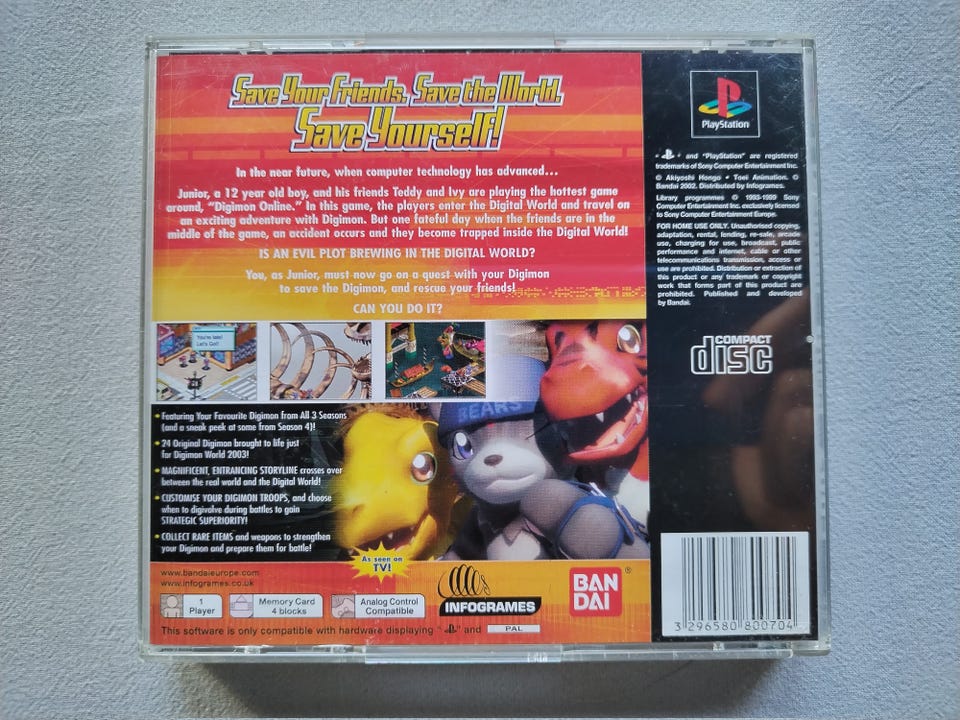 Save Your Friends. Save the World.
Save Yourself!
In the near future, when computer technology has advanced...
Junior, a 12 year old boy, and his friends Teddy and Ivy are playing the hottest game
around, "Digimon Online." In this game, the players enter the Digital World and travel on
an exciting adventure with Digimon. But one fateful day when the friends are in the
middle of the game, an accident occurs and they become trapped inside the Digital World!
IS AN EVIL PLOT BREWING IN THE DIGITAL WORLD?
You, as Junior, must now go on a quest with your Digimon
to save the Digimon, and rescue your friends!
CAN YOU DO IT?
You're late!
Let's Go!!
BEARS
• Featuring Your Favourite Digimon from All 3 Seasons
(and a sneak peek at some from Season 4)!
• 24 Original Digimon brought to life just
for Digimon World 2003!
• MAGNIFICENT, ENTRANCING STORYLINE crosses over
between the real world and the Digital World!
• CUSTOMISE YOUR DIGIMON TROOPS, and choose
when to digivolve during battles to gain
STRATEGIC SUPERIORITY!
• COLLECT RARE ITEMS and weapons to strengthen
your Digimon and prepare them for battle!
As seen on
TV!
www.bandaieurope.com
www.infogrames.co.uk
1
Player
Memory Card
4 blocks
Analog Control
Compatible
INFOGRAMES
BAN
DAI
®
This software is only compatible with hardware displaying " " and PAL
PlayStation
" " and "PlayStation" are registered
trademarks of Sony Computer Entertainment Inc.
© Akiyoshi Hongo • Toei Animation. ©
Bandai 2002. Distributed by Infogrames.
Library programmes © 1993-1999 Sony
Computer Entertainment Inc. exclusively licensed
to Sony Computer Entertainment Europe.
FOR HOME USE ONLY. Unauthorised copying,
adaptation, rental, lending, re-sale, arcade
use, charging for use, broadcast, public
performance and internet, cable or other
telecommunications transmission, access or
use are prohibited. Distribution or extraction of
this product or any trademark or copyright
work that forms part of this product are
prohibited. Published and developed
by Bandai.
COMPACT
disc
3 296580 800704